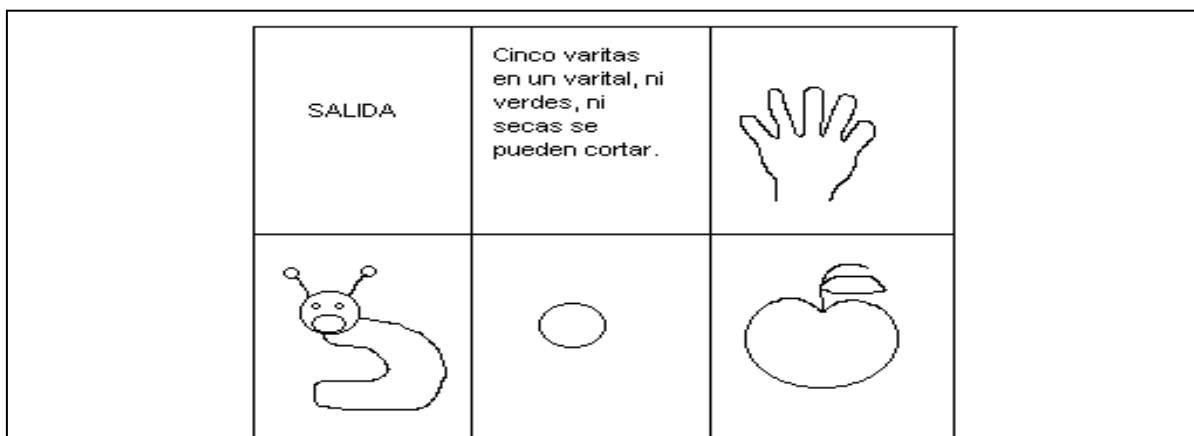 SALIDA
Cinco varitas
en un varital, ni
verdes, ni
secas se
pueden cortar.